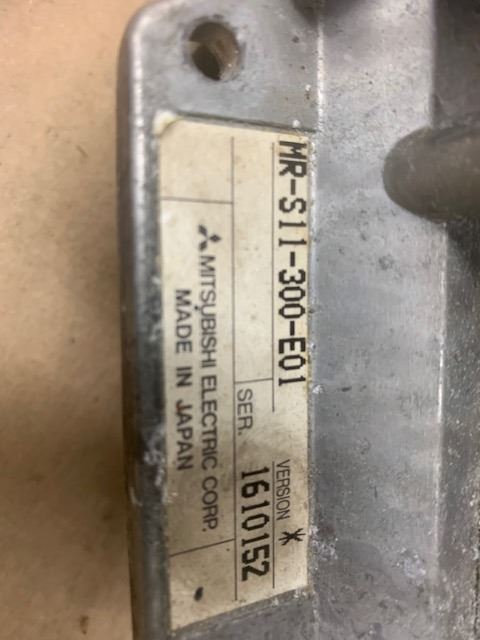 MR-S11-300-E01
VERSION ⚹
SER. 1610152
MITSUBISHI ELECTRIC CORP.
MADE IN JAPAN